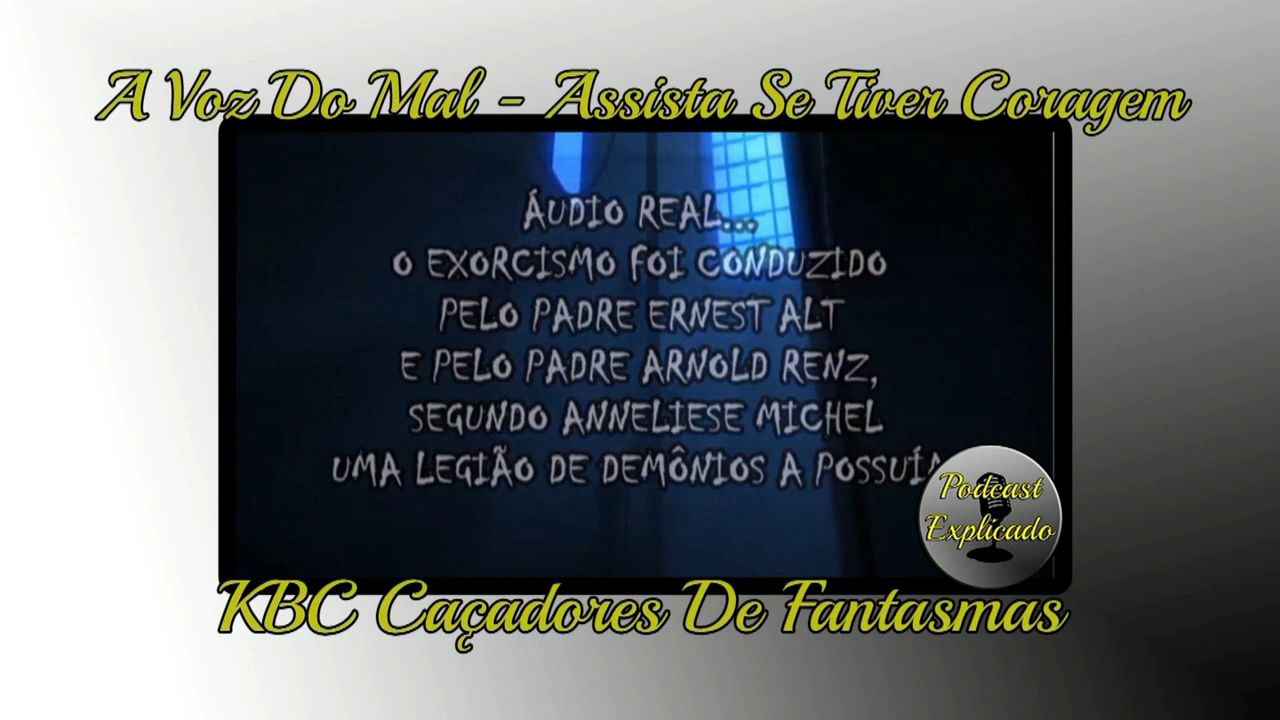 A Voz Do Mal - Assista Se Tiver Coragem
ÁUDIO REAL...
O EXORCISMO FOI CONDUZIDO
PELO PADRE ERNEST ALT
E PELO PADRE ARNOLD RENZ,
SEGUNDO ANNELIESE MICHEL
UMA LEGIÃO DE DEMÔNIOS A POSSUÍA
Podcast
Explicado
KBC Caçadores De Fantasmas